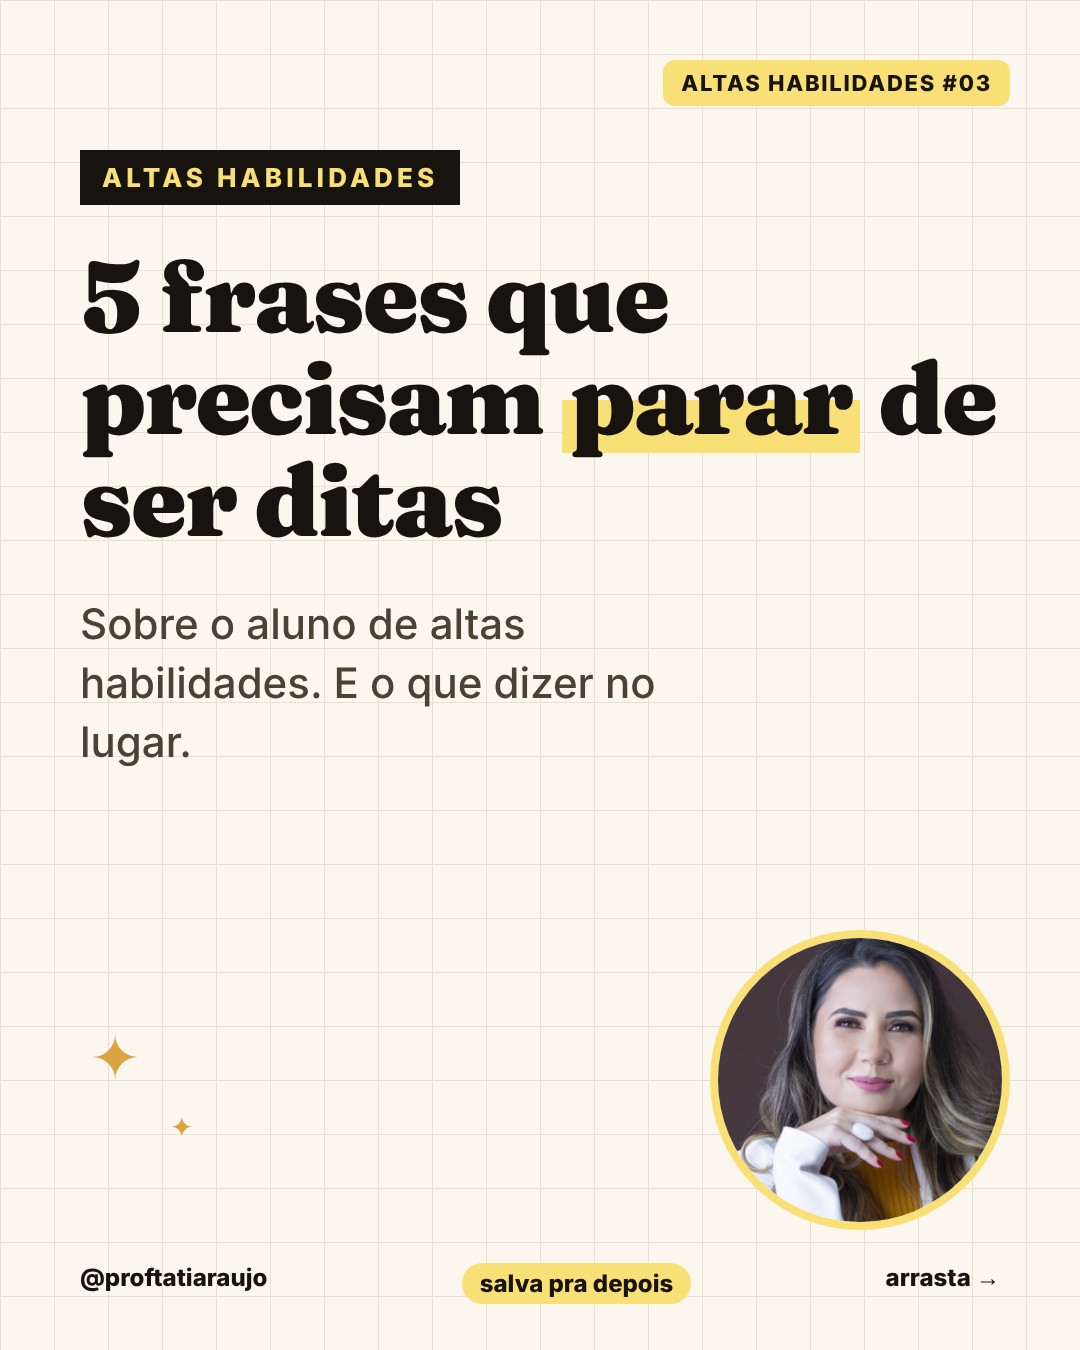 ALTAS HABILIDADES #03
ALTAS HABILIDADES
5 frases que
precisam parar de
ser ditas
Sobre o aluno de altas
habilidades. E o que dizer no
lugar.
@proftatiaraujo
salva pra depois
arrasta →